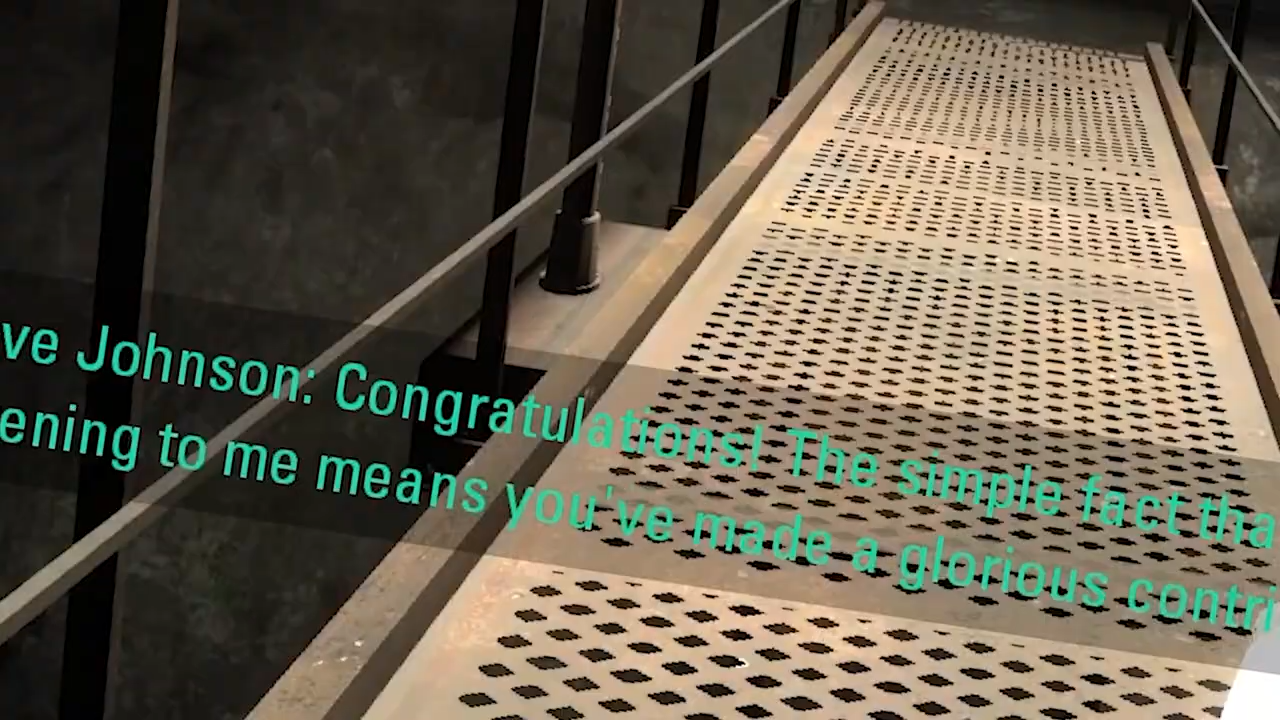 ve Johnson: Congratulations! The simple fact tha
ening to me means you've made a glorious contri